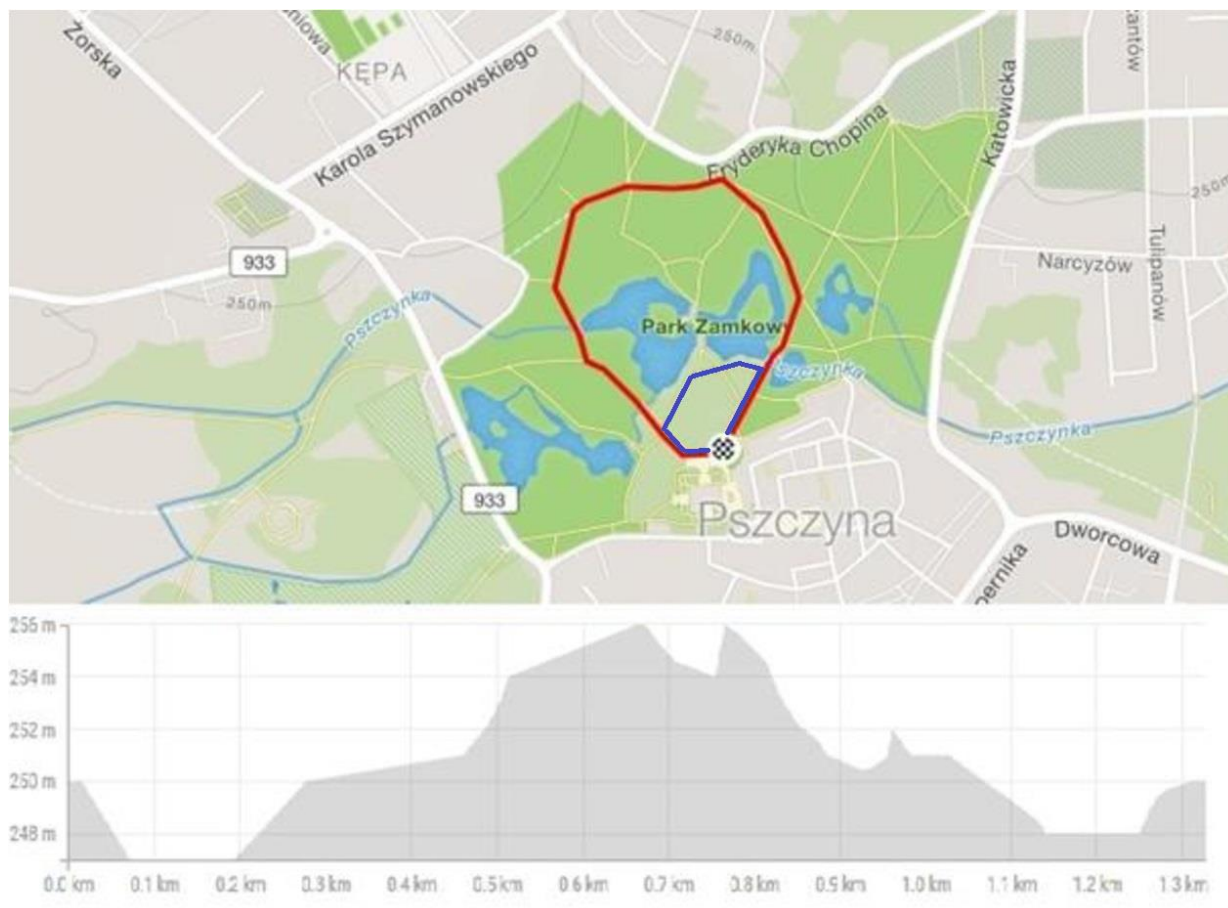 Żorska
KĘPA
Karola Szymanowskiego
250m
Fryderyka Chopina
Katowicka
250m
933
250m
Pszczynka
Park Zamkowy
Narcyzów
Tulipanów
Pszczynka
933
Pszczyna
Dworcowa
256 m
254 m
252 m
250 m
248 m
0.0 km 0.1 km 0.2 km 0.3 km 0.4 km 0.5 km 0.6 km 0.7 km 0.8 km 0.9 km 1.0 km 1.1 km 1.2 km 1.3 km